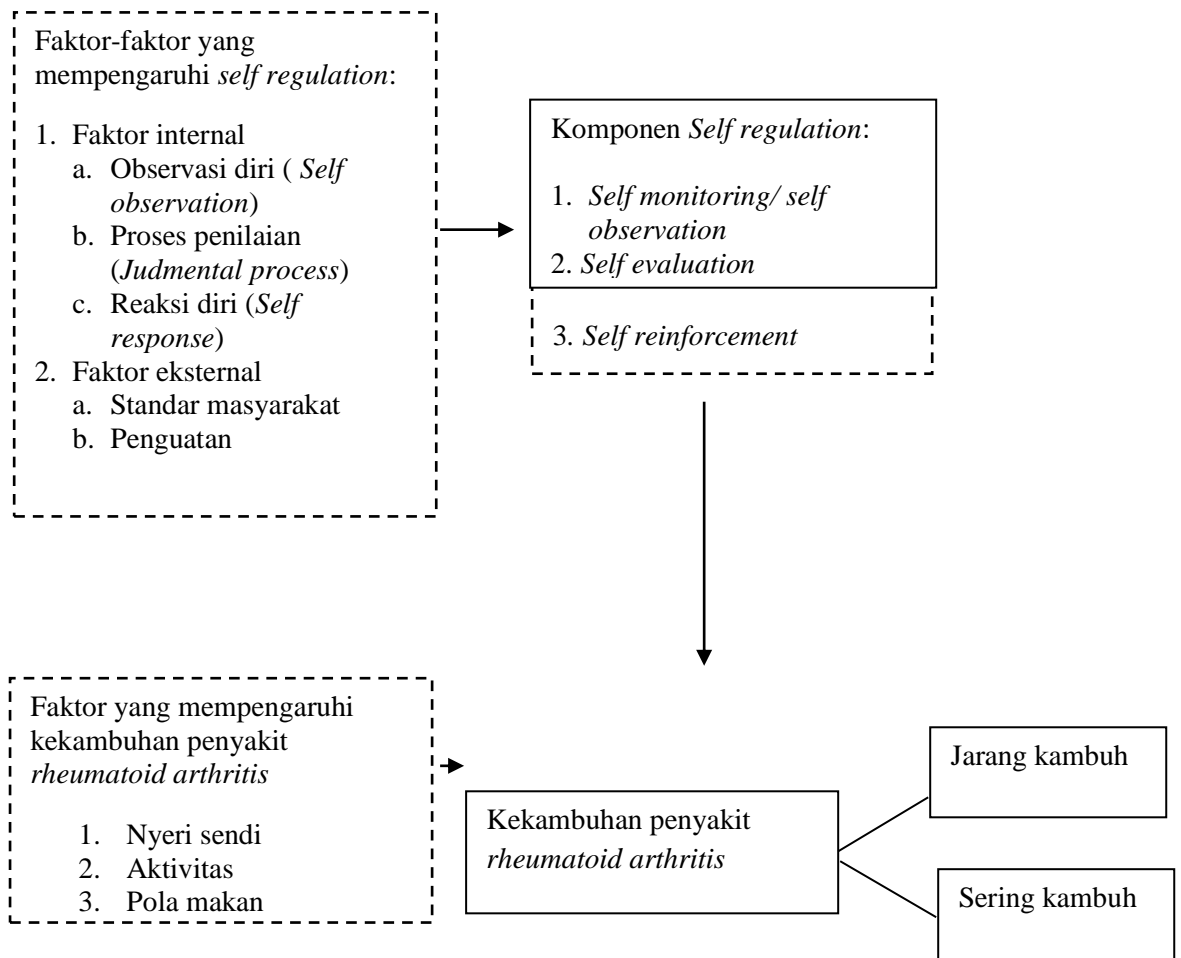 Faktor-faktor yang
mempengaruhi self regulation:
1. Faktor internal
a. Observasi diri ( Self
observation)
b. Proses penilaian
(Judmental process)
c. Reaksi diri (Self
response)
2. Faktor eksternal
a. Standar masyarakat
b. Penguatan
Komponen Self regulation:
1. Self monitoring/ self
observation
2. Self evaluation
3. Self reinforcement
Faktor yang mempengaruhi
kekambuhan penyakit
rheumatoid arthritis
1. Nyeri sendi
2. Aktivitas
3. Pola makan
Kekambuhan penyakit
rheumatoid arthritis
Jarang kambuh
Sering kambuh